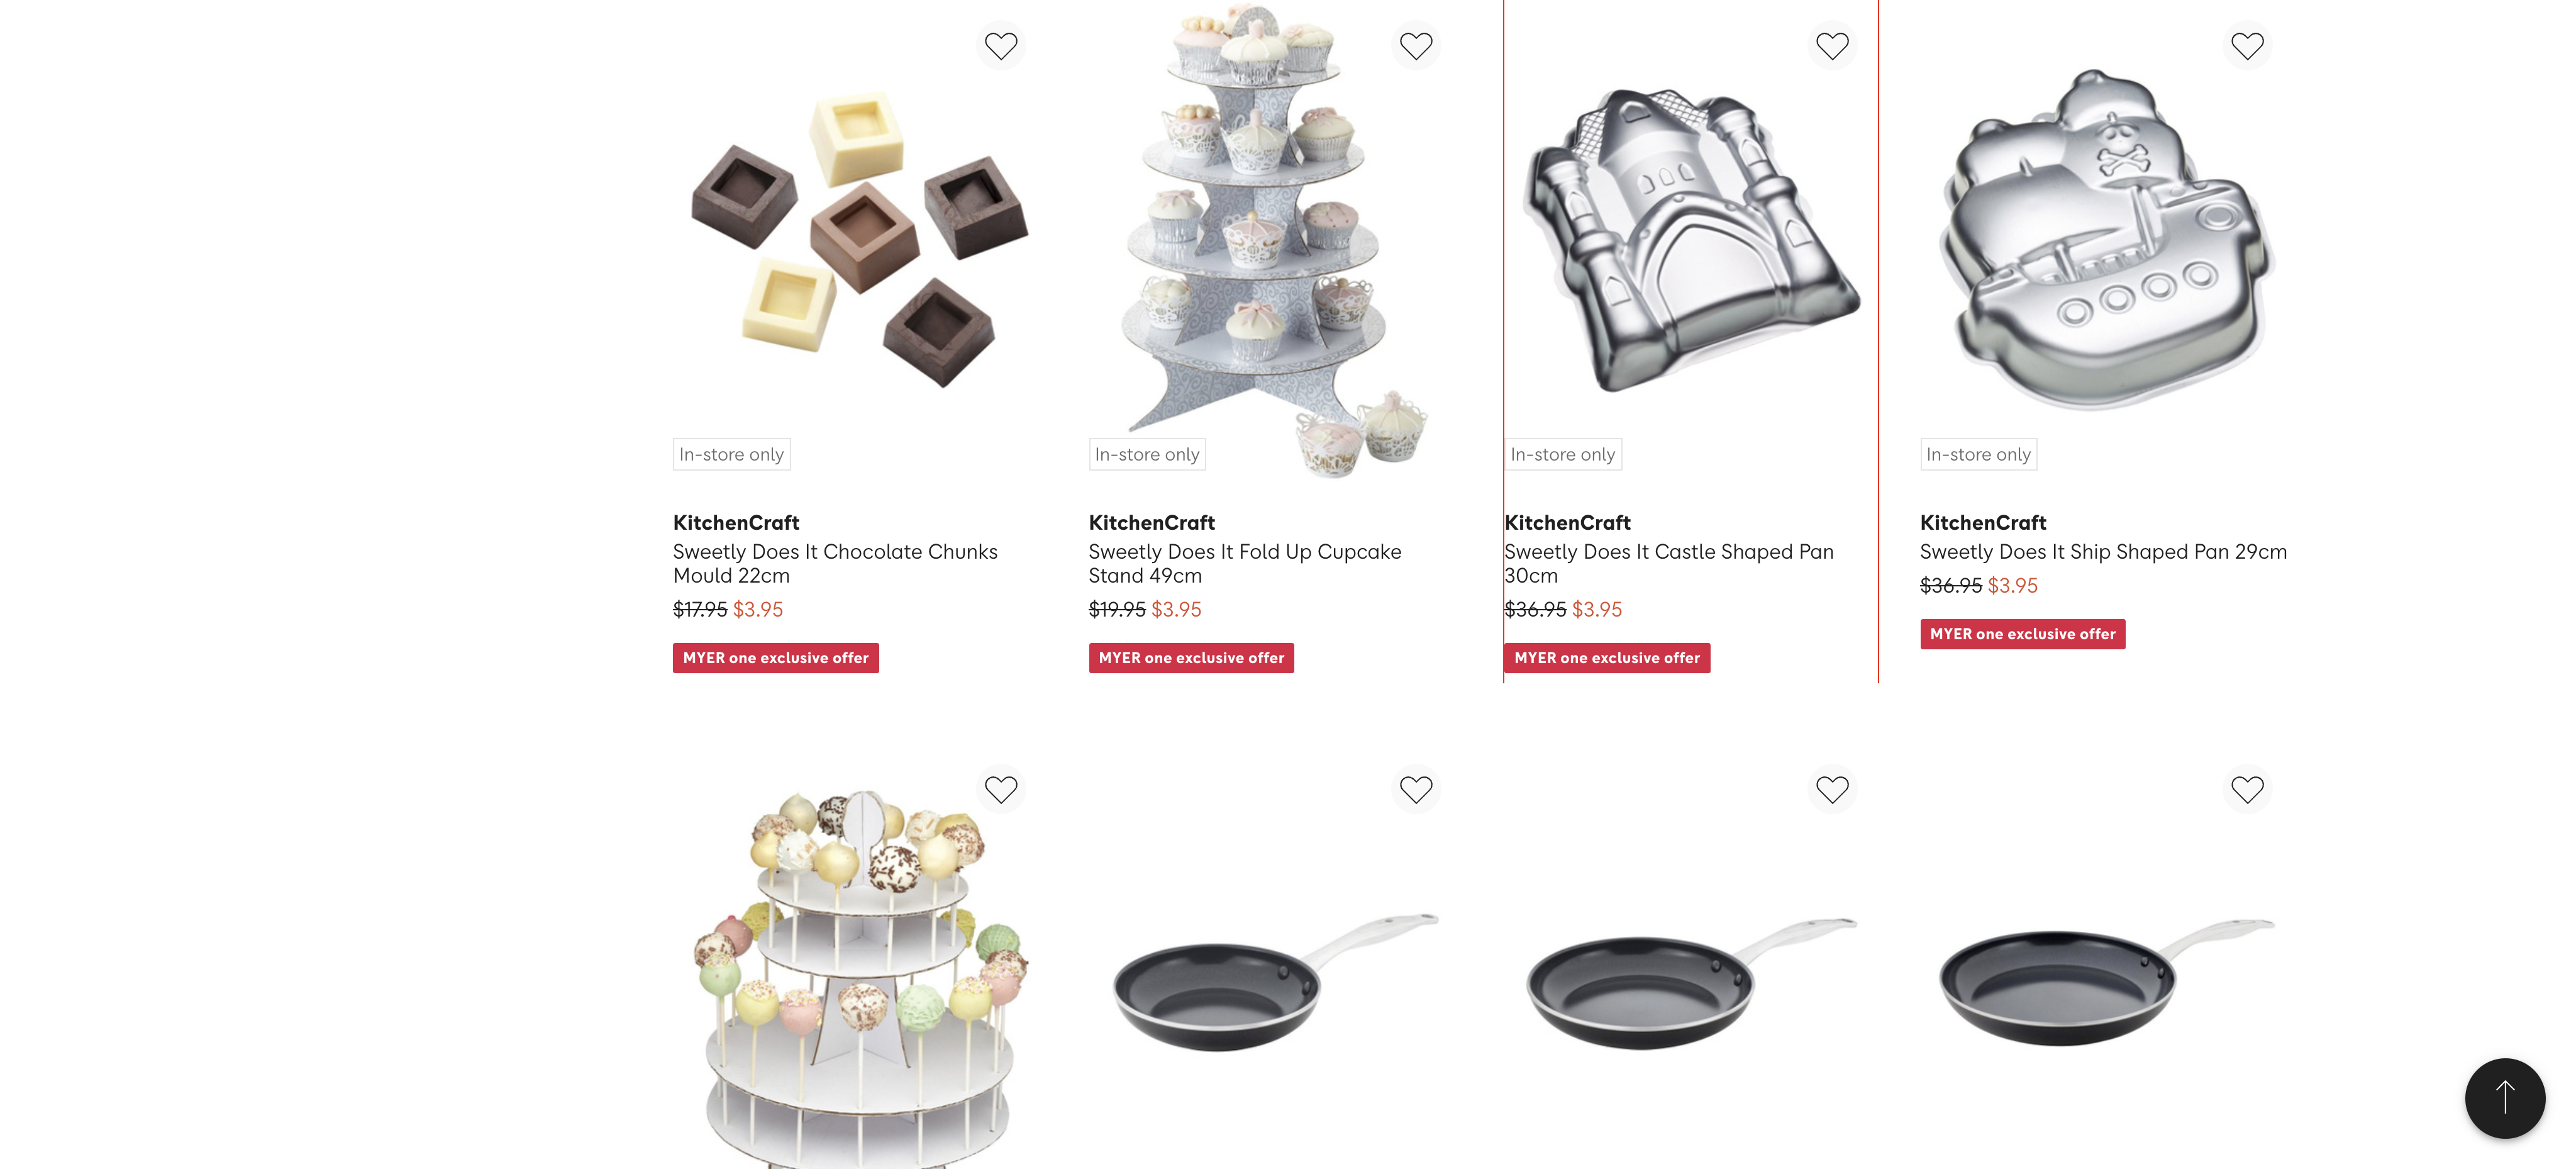 In-store only
In-store only
In-store only
In-store only
KitchenCraft
Sweetly Does It Chocolate Chunks
Mould 22cm
$17.95 $3.95
MYER one exclusive offer
KitchenCraft
Sweetly Does It Fold Up Cupcake
Stand 49cm
$19.95 $3.95
MYER one exclusive offer
KitchenCraft
Sweetly Does It Castle Shaped Pan
30cm
$36.95 $3.95
MYER one exclusive offer
KitchenCraft
Sweetly Does It Ship Shaped Pan 29cm
$36.95 $3.95
MYER one exclusive offer